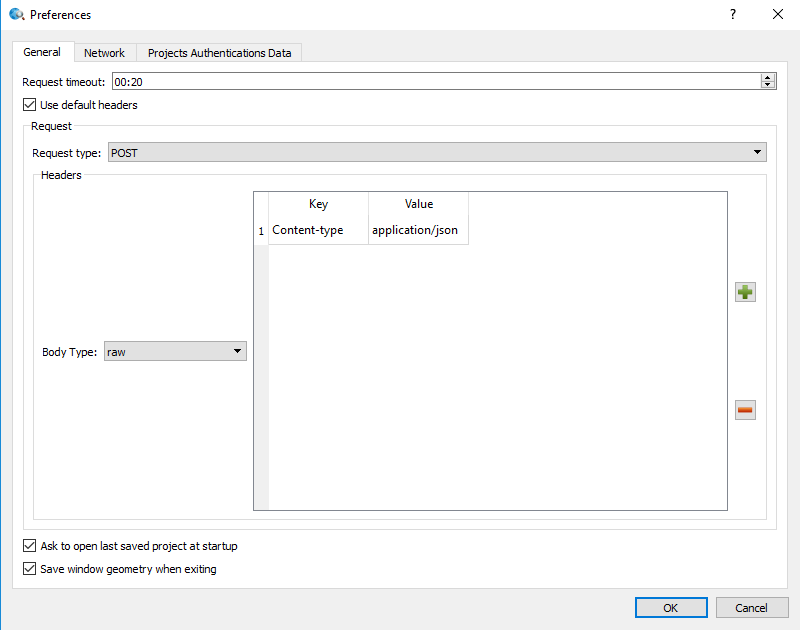 Preferences
?
General Network Projects Authentications Data
Request timeout: 00:20
Use default headers
Request
Request type: POST
Headers
Key Value
1 Content-type application/json
Body Type: raw
Ask to open last saved project at startup
Save window geometry when exiting
OK Cancel